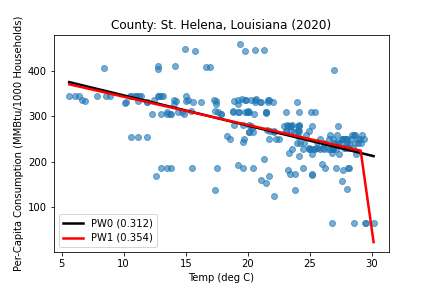 County: St. Helena, Louisiana (2020)
Per-Capita Consumption (MMBtu/1000 Households)
400
300
200
100
PW0 (0.312)
PW1 (0.354)
5
10
15
20
25
30
Temp (deg C)